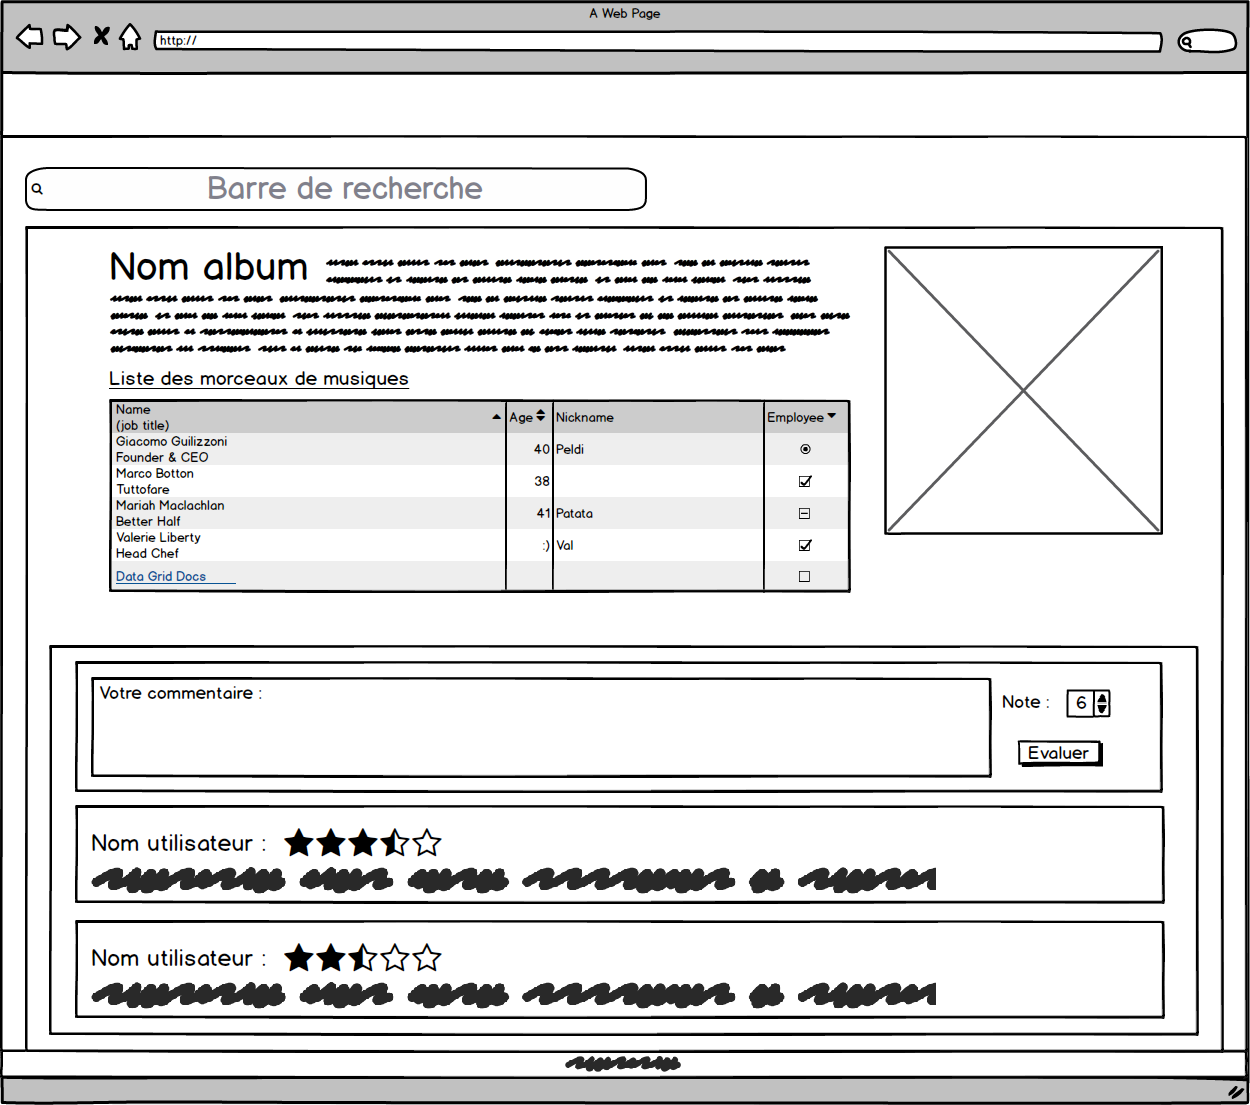 A Web Page
http://
Barre de recherche
Nom album
Liste des morceaux de musiques
Name
(job title)
Age
Nickname
Employee
Giacomo Guilizzoni
Founder & CEO
40
Peldi
Marco Botton
Tuttofare
38
Mariah Maclachlan
Better Half
41
Patata
Valerie Liberty
Head Chef
:)
Val
Data Grid Docs
Votre commentaire :
Note :
6
Evaluer
Nom utilisateur :
Nom utilisateur :